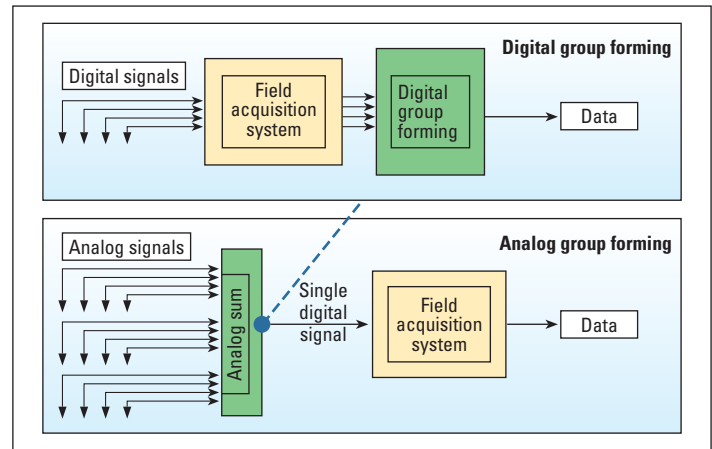 Digital group forming
Digital signals
Field
acquisition
system
Digital
group
forming
Data
Analog signals
Analog group forming
Analog sum
Single
digital
signal
Field
acquisition
system
Data